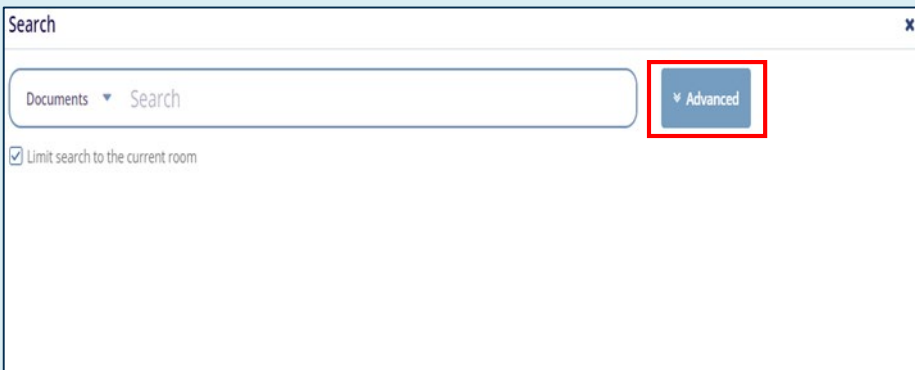 Search x
Documents Search
Advanced
Limit search to the current room